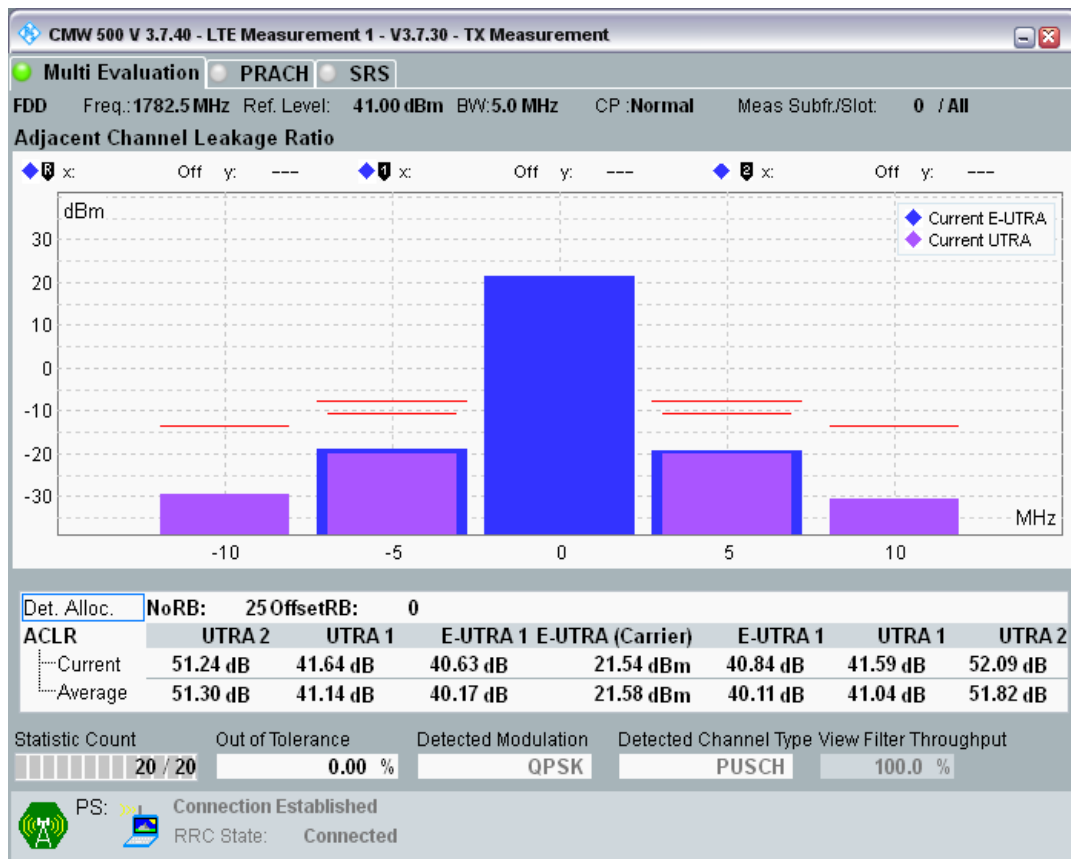 CMW 500 V 3.7.40 - LTE Measurement 1 - V3.7.30 - TX Measurement
Multi Evaluation PRACH SRS
FDD Freq.:1782.5 MHz Ref. Level: 41.00 dBm BW:5.0 MHz CP :Normal Meas Subfr./Slot: 0 / All
Adjacent Channel Leakage Ratio
R x: Off y: --- 1 x: Off y: --- 2 x: Off y: ---
dBm
Current E-UTRA
Current UTRA
30
20
10
0
-10
-20
-30
MHz
-10 -5 0 5 10
Det. Alloc. NoRB: 25 OffsetRB: 0
ACLR UTRA 2 UTRA 1 E-UTRA 1 E-UTRA (Carrier) E-UTRA 1 UTRA 1 UTRA 2
Current 51.24 dB 41.64 dB 40.63 dB 21.54 dBm 40.84 dB 41.59 dB 52.09 dB
Average 51.30 dB 41.14 dB 40.17 dB 21.58 dBm 40.11 dB 41.04 dB 51.82 dB
Statistic Count Out of Tolerance Detected Modulation Detected Channel Type View Filter Throughput
20 / 20 0.00 % QPSK PUSCH 100.0 %
PS: Connection Established
RRC State: Connected